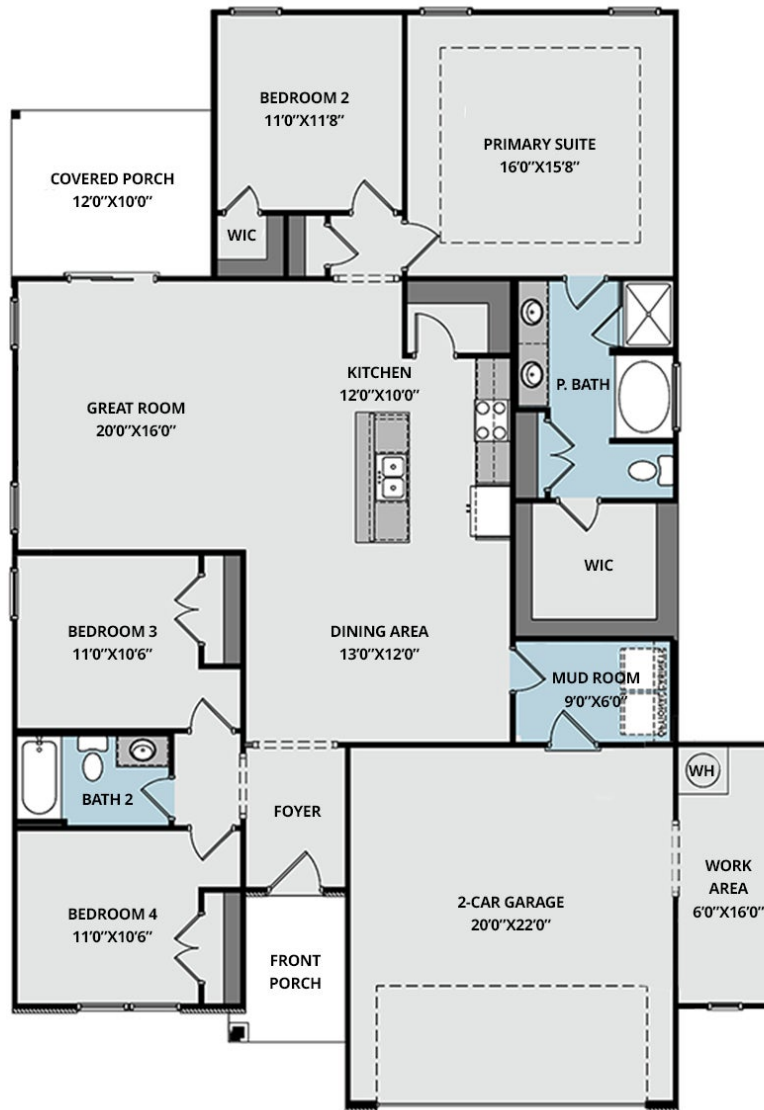 BEDROOM 2
11'0"X11'8"
PRIMARY SUITE
16'0"X15'8"
COVERED PORCH
12'0"X10'0"
WIC
KITCHEN
12'0"X10'0"
P. BATH
GREAT ROOM
20'0"X16'0"
WIC
BEDROOM 3
11'0"X10'6"
DINING AREA
13'0"X12'0"
MUD ROOM
9'0"X6'0"
WH
BATH 2
FOYER
WORK
AREA
6'0"X16'0"
2-CAR GARAGE
20'0"X22'0"
BEDROOM 4
11'0"X10'6"
FRONT
PORCH